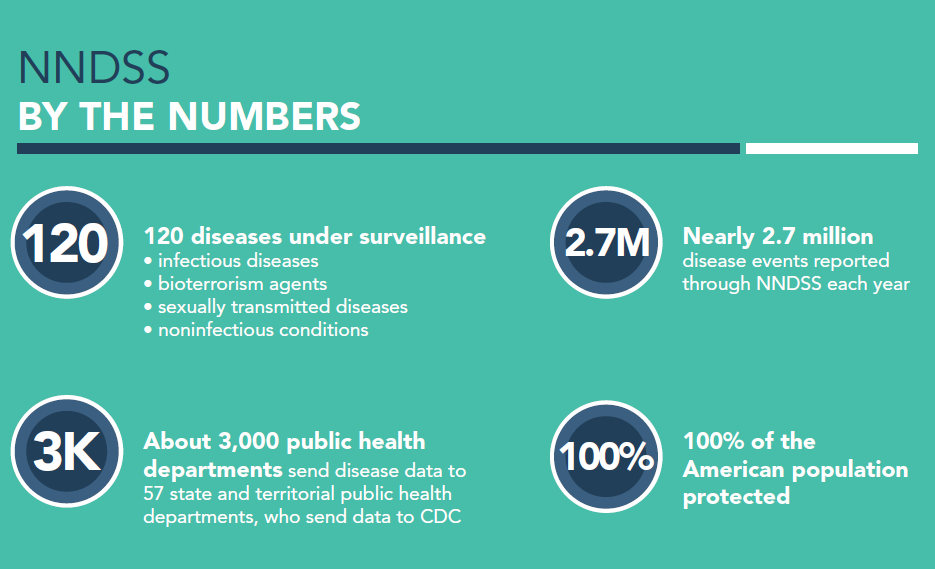 NNDSS
BY THE NUMBERS
120
120 diseases under surveillance
• infectious diseases
• bioterrorism agents
• sexually transmitted diseases
• noninfectious conditions
2.7M
Nearly 2.7 million
disease events reported
through NNDSS each year
3K
About 3,000 public health
departments send disease data to
57 state and territorial public health
departments, who send data to CDC
100%
100% of the
American population
protected